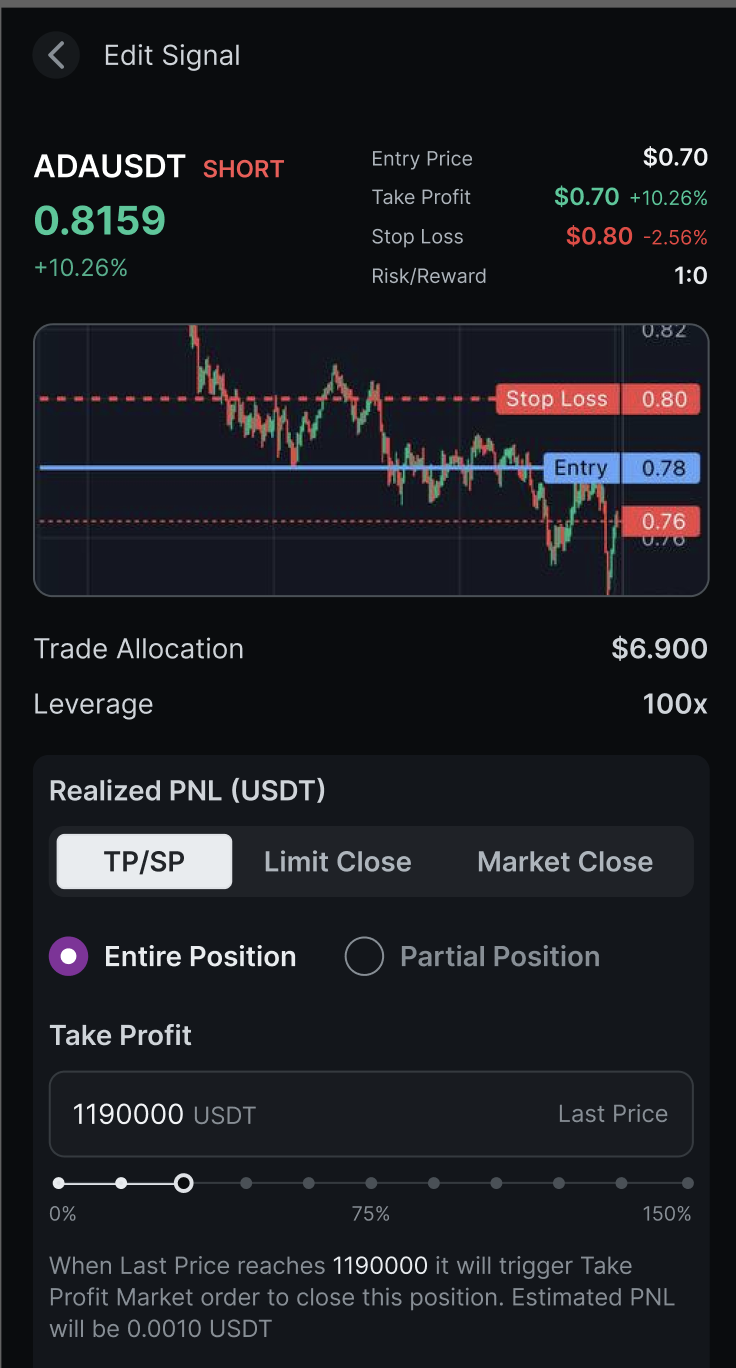 Edit Signal
ADAUSDT SHORT
0.8159
+10.26%
Entry Price $0.70
Take Profit $0.70 +10.26%
Stop Loss $0.80 -2.56%
Risk/Reward 1:0
0.82
Stop Loss 0.80
Entry 0.78
0.76
0.76
Trade Allocation $6.900
Leverage 100x
Realized PNL (USDT)
TP/SP Limit Close Market Close
Entire Position Partial Position
Take Profit
1190000 USDT Last Price
0% 75% 150%
When Last Price reaches 1190000 it will trigger Take
Profit Market order to close this position. Estimated PNL
will be 0.0010 USDT